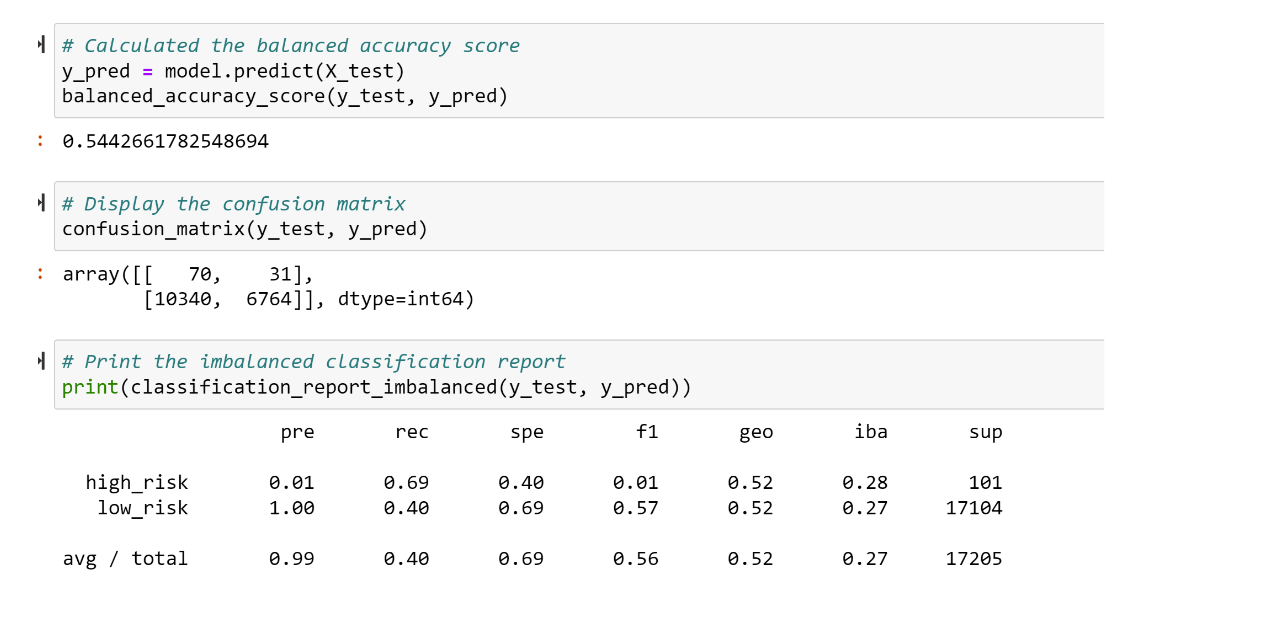 # Calculated the balanced accuracy score
y_pred = model.predict(X_test)
balanced_accuracy_score(y_test, y_pred)
: 0.5442661782548694
# Display the confusion matrix
confusion_matrix(y_test, y_pred)
: array([[   70,    31],
       [10340,  6764]], dtype=int64)
# Print the imbalanced classification report
print(classification_report_imbalanced(y_test, y_pred))
pre       rec       spe        f1       geo       iba       sup
high_risk       0.01      0.69      0.40      0.01      0.52      0.28       101
low_risk       1.00      0.40      0.69      0.57      0.52      0.27     17104
avg / total       0.99      0.40      0.69      0.56      0.52      0.27     17205